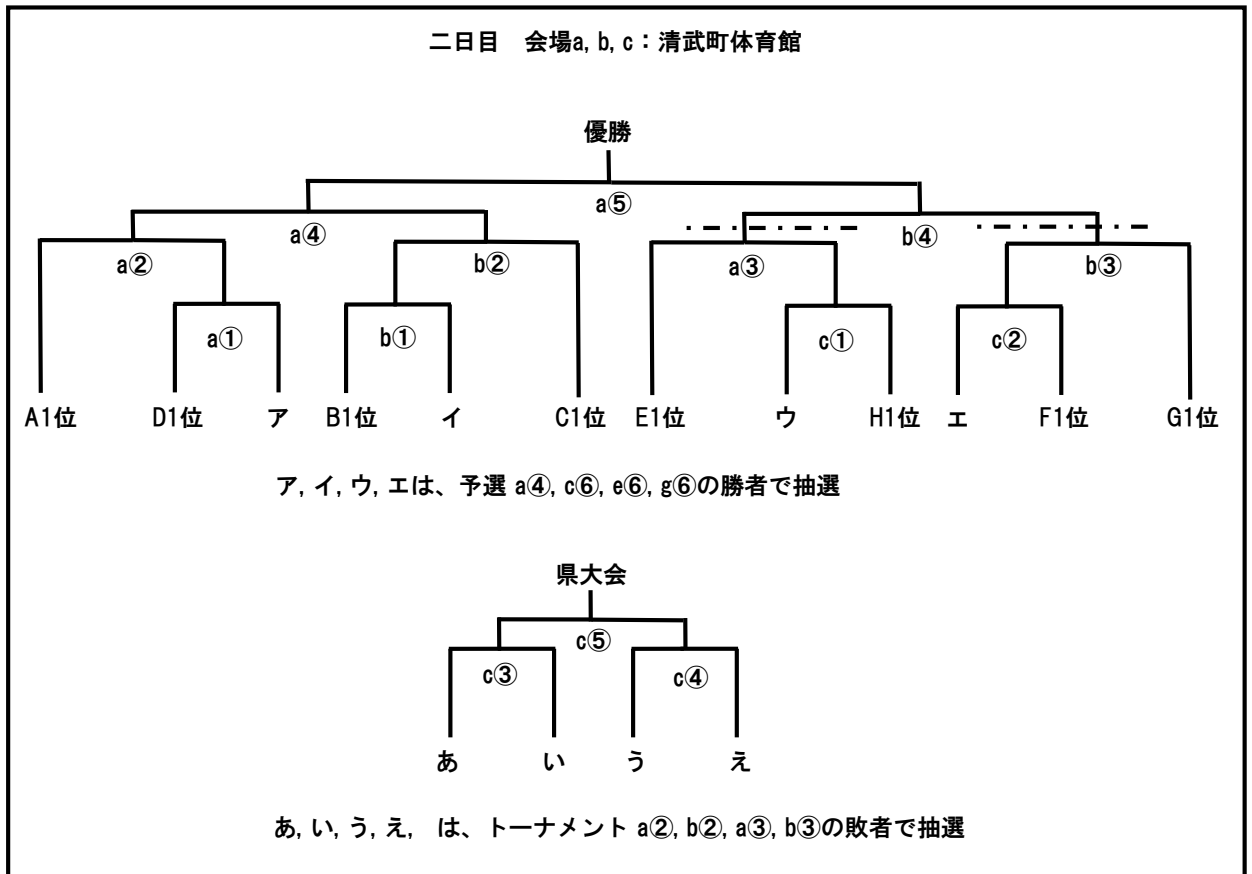 二日目　会場a, b, c：清武町体育館
優勝
a⑤
a④ b④
a② b② a③ b③
a① b① c① c②
A1位 D1位 ア B1位 イ C1位 E1位 ウ H1位 エ F1位 G1位
ア, イ, ウ, エは、予選 a④, c⑥, e⑥, g⑥の勝者で抽選
県大会
c⑤
c③ c④
あ い う え
あ, い, う, え,　は、トーナメント a②, b②, a③, b③の敗者で抽選